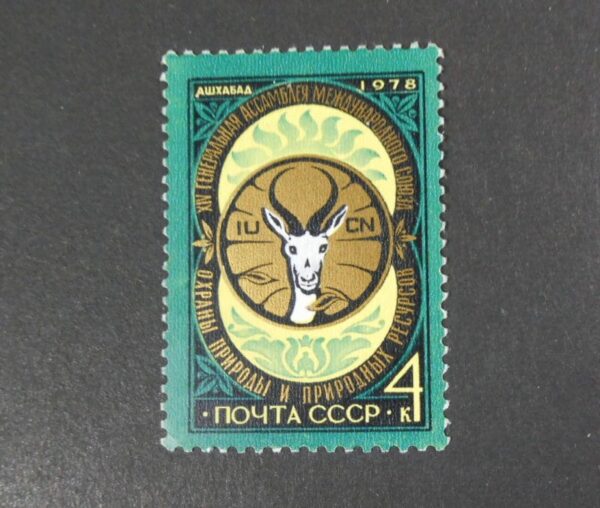 АШХАБАД 1978
XIV ГЕНЕРАЛЬНАЯ АССАМБЛЕЯ МЕЖДУНАРОДНОГО СОЮЗА
IU CN
ОХРАНЫ ПРИРОДЫ И ПРИРОДНЫХ РЕСУРСОВ
4 к
· ПОЧТА СССР ·